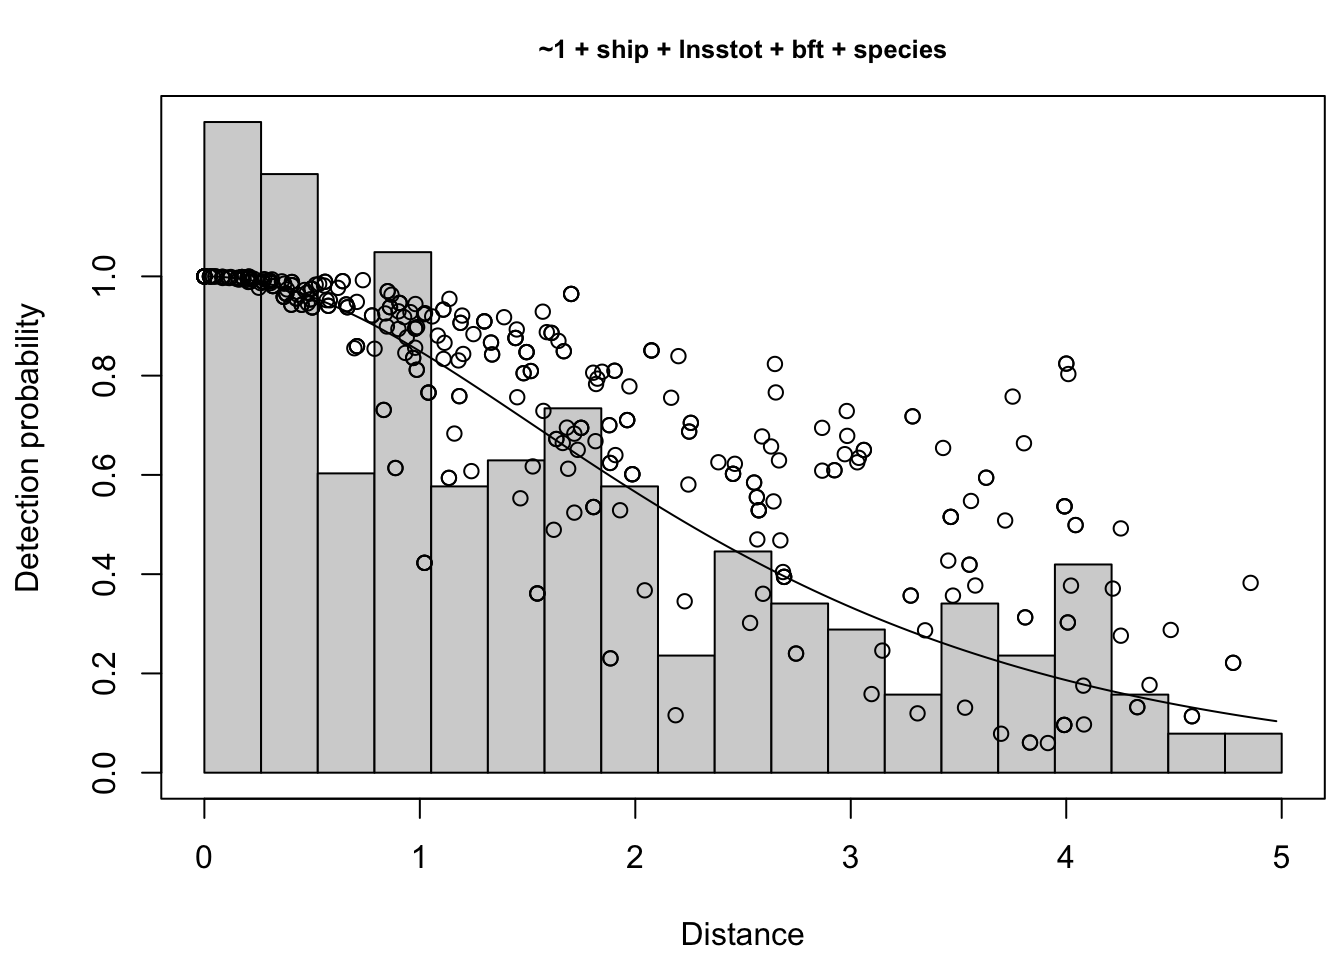 ~1 + ship + lnsstot + bft + species
Detection probability
1.0
0.8
0.6
0.4
0.2
0.0
0 1 2 3 4 5
Distance